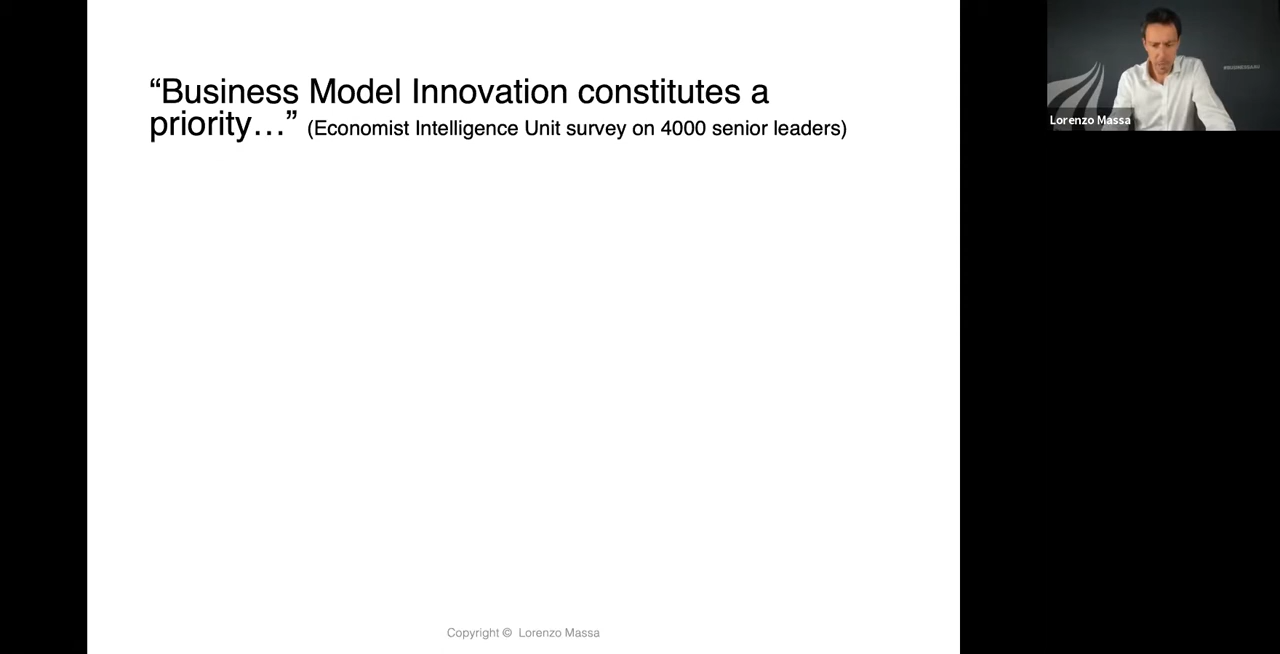 “Business Model Innovation constitutes a
priority…” (Economist Intelligence Unit survey on 4000 senior leaders)
Lorenzo Massa
Copyright © Lorenzo Massa